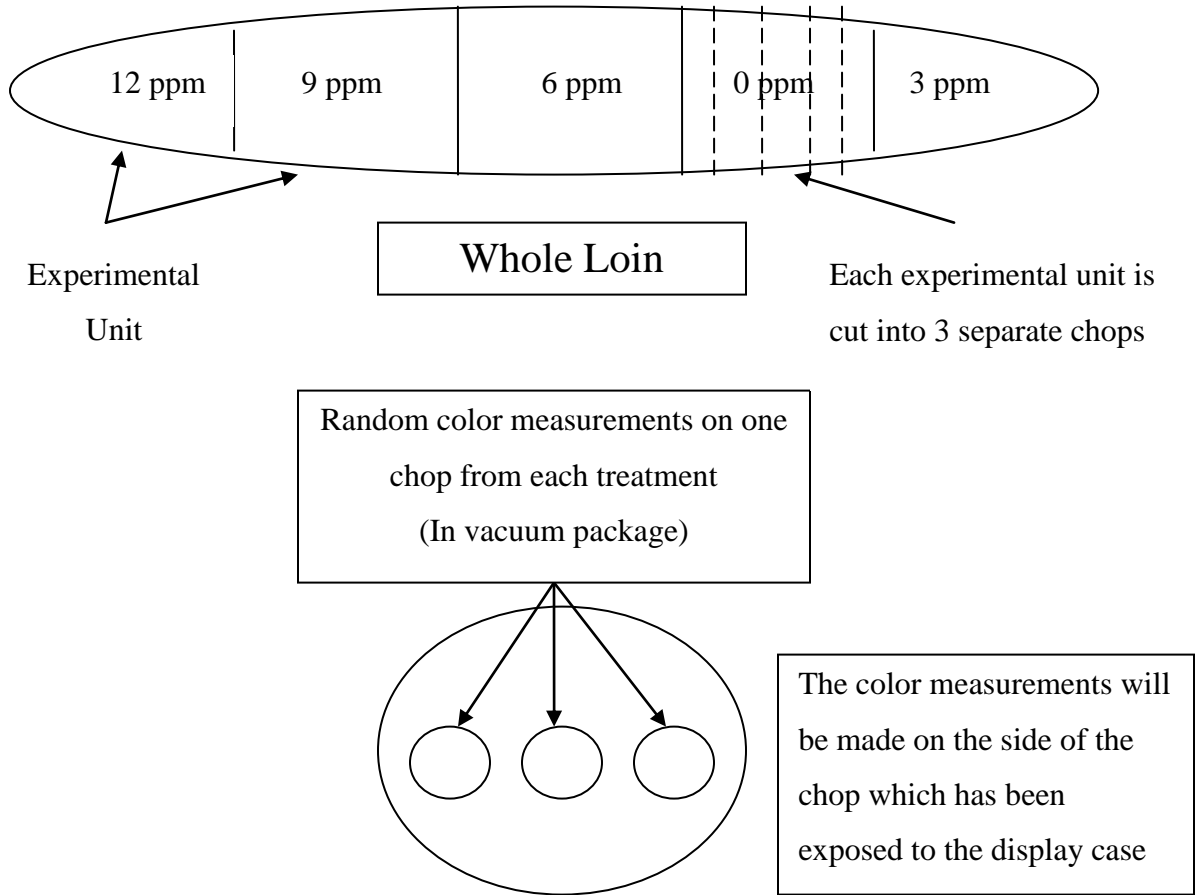 12 ppm 9 ppm 6 ppm 0 ppm 3 ppm
Experimental
Unit
Whole Loin
Each experimental unit is
cut into 3 separate chops
Random color measurements on one
chop from each treatment
(In vacuum package)
The color measurements will
be made on the side of the
chop which has been
exposed to the display case